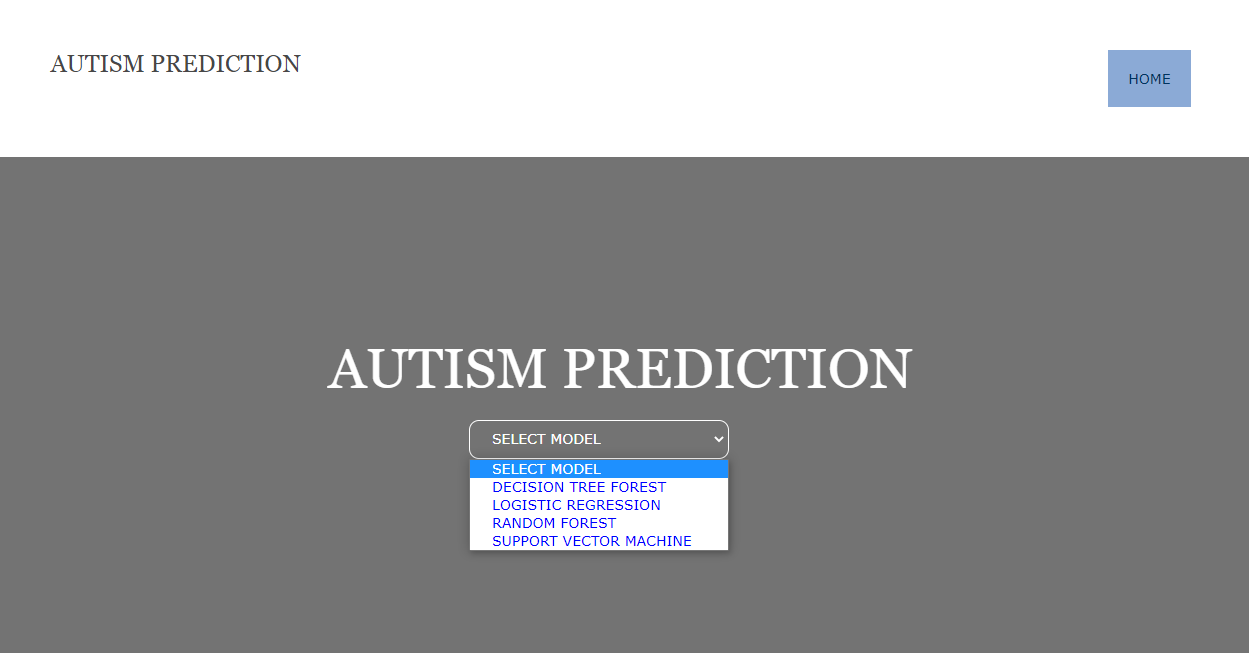 AUTISM PREDICTION
HOME
AUTISM PREDICTION
SELECT MODEL
SELECT MODEL
DECISION TREE FOREST
LOGISTIC REGRESSION
RANDOM FOREST
SUPPORT VECTOR MACHINE